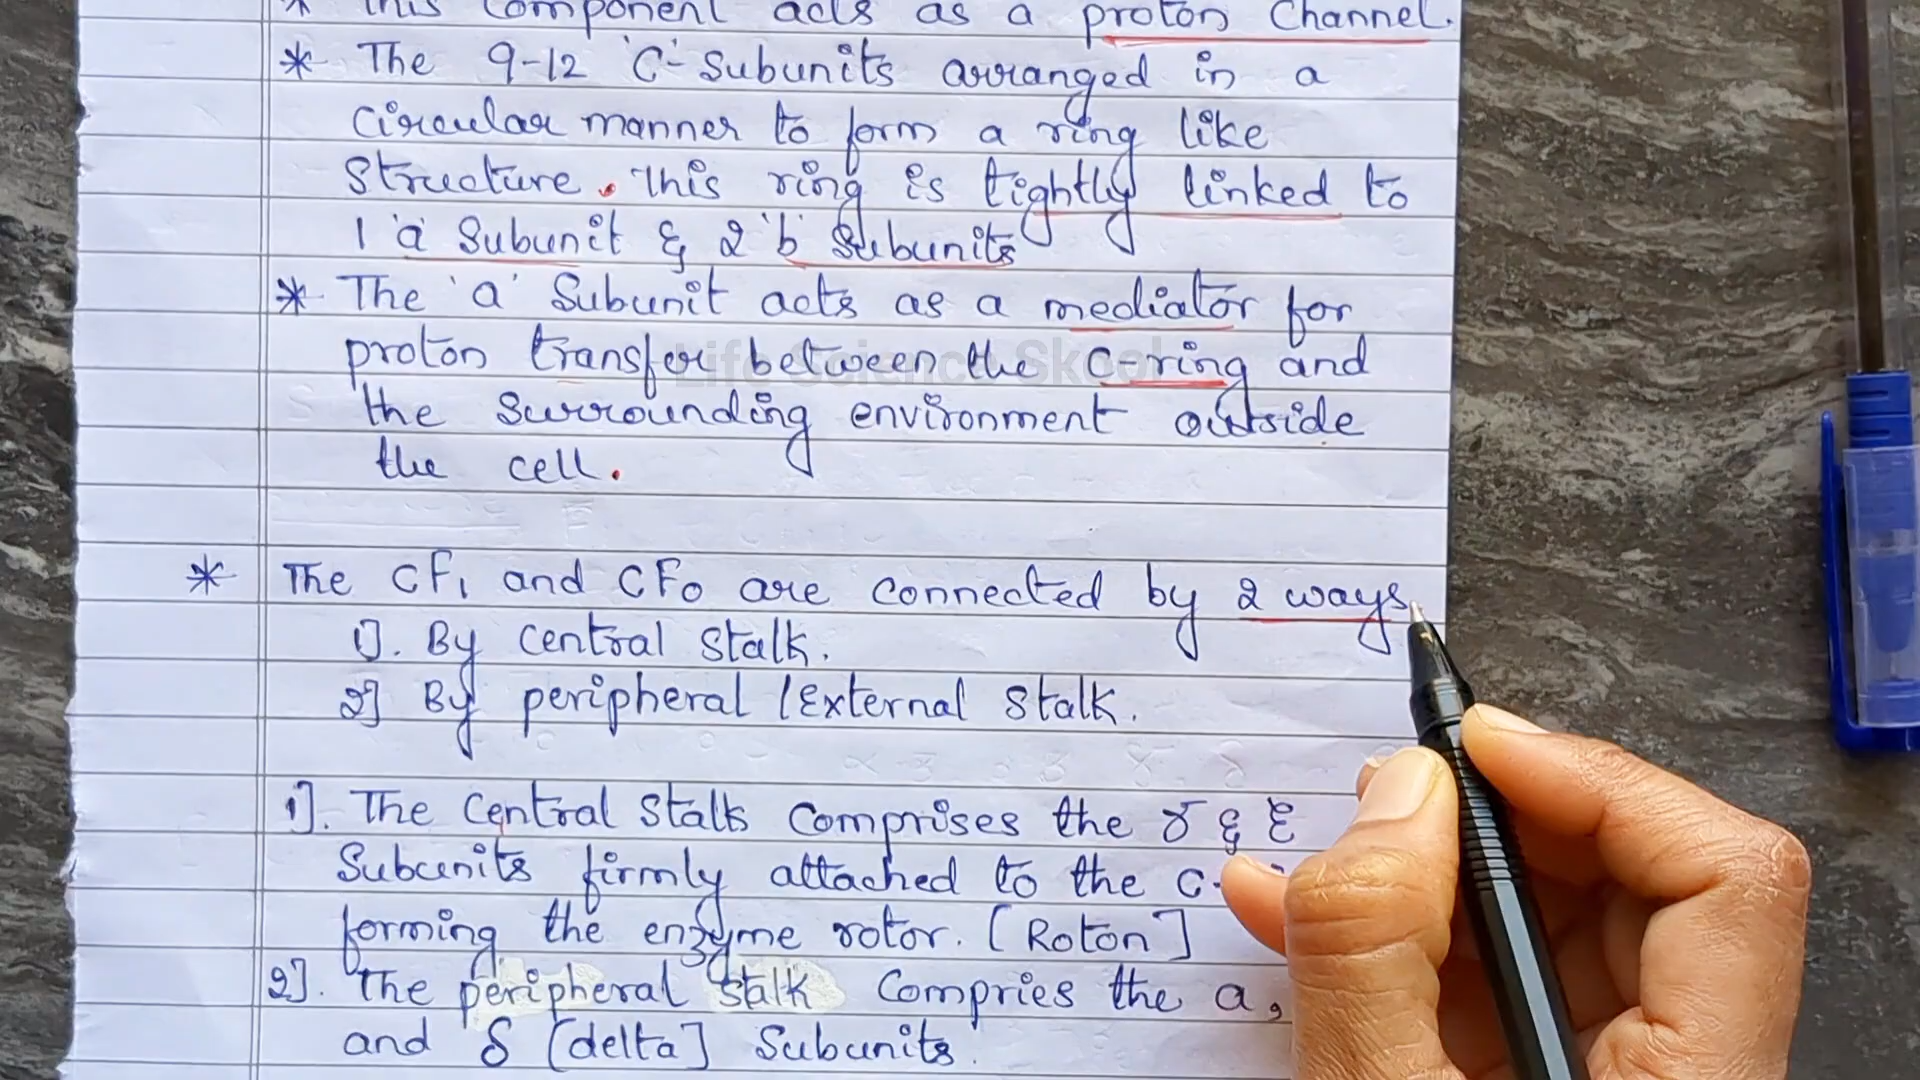 * This component acts as a proton channel.
* The 9-12 'C'-Subunits arranged in a
circular manner to form a ring like
structure. This ring is tightly linked to
1 'a' Subunit & 2 'b' Subunits
* The 'a' Subunit acts as a mediator for
proton transfer between the C-ring and
the surrounding environment outside
the cell.
Life Science Skool
* The CF1 and CF0 are connected by 2 ways
1]. By central stalk.
2] By peripheral /External stalk.
1]. The Central Stalk Comprises the γ & ε
Subunits firmly attached to the C-
forming the enzyme rotor. [Roton]
2]. The peripheral stalk Compries the a,
and δ [delta] Subunits.